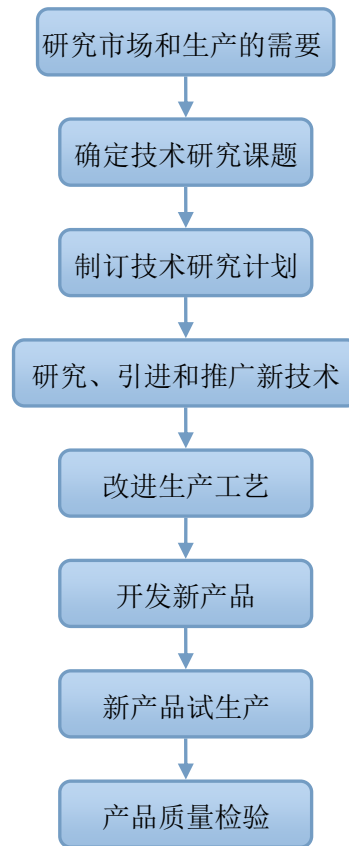 研究市场和生产的需要
确定技术研究课题
制订技术研究计划
研究、引进和推广新技术
改进生产工艺
开发新产品
新产品试生产
产品质量检验